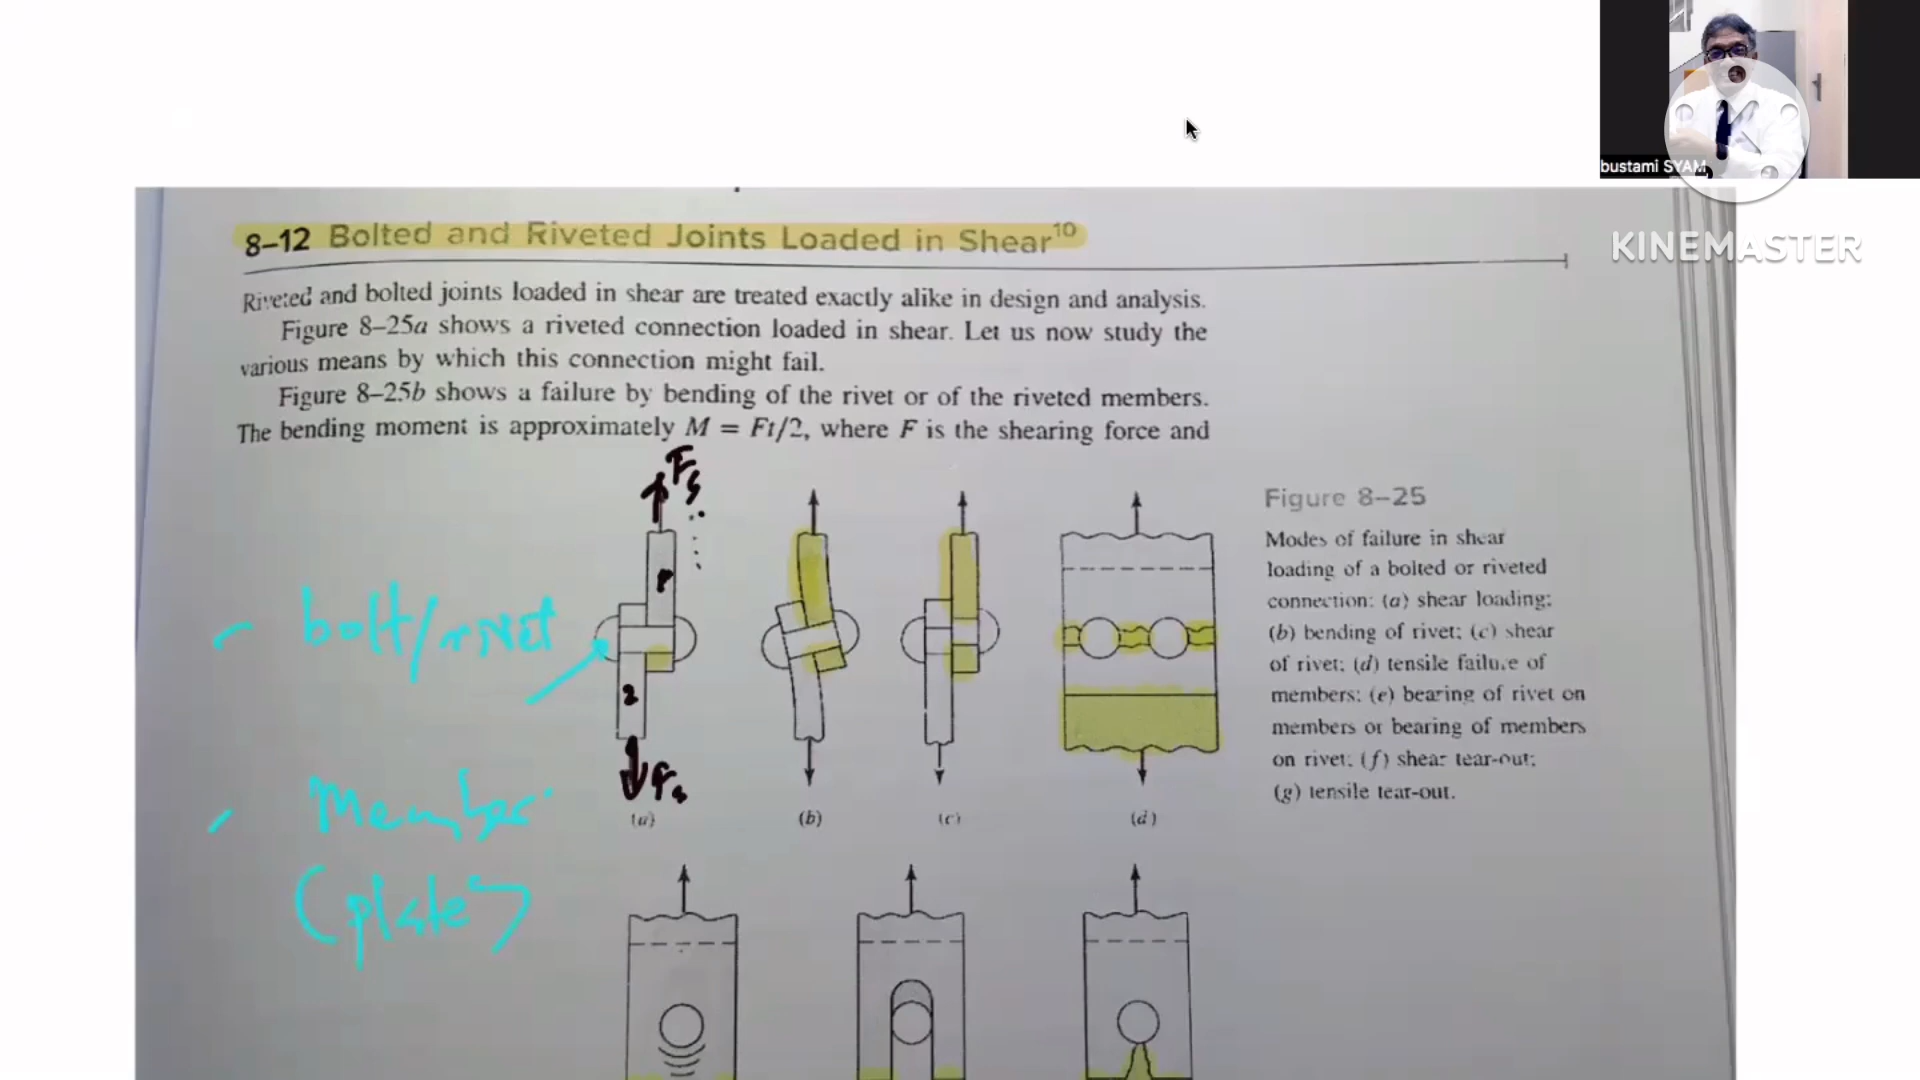 bustami SYAM
KINEMASTER
8–12 Bolted and Riveted Joints Loaded in Shear¹⁰
Riveted and bolted joints loaded in shear are treated exactly alike in design and analysis.
Figure 8–25a shows a riveted connection loaded in shear. Let us now study the
various means by which this connection might fail.
Figure 8–25b shows a failure by bending of the rivet or of the riveted members.
The bending moment is approximately M = Ft/2, where F is the shearing force and
Fs
1
2
Fs
bolt/rivet
Member
(plate)
(a)
(b)
(c)
(d)
Figure 8–25
Modes of failure in shear
loading of a bolted or riveted
connection: (a) shear loading;
(b) bending of rivet; (c) shear
of rivet; (d) tensile failure of
members; (e) bearing of rivet on
members or bearing of members
on rivet; (f) shear tear-out;
(g) tensile tear-out.